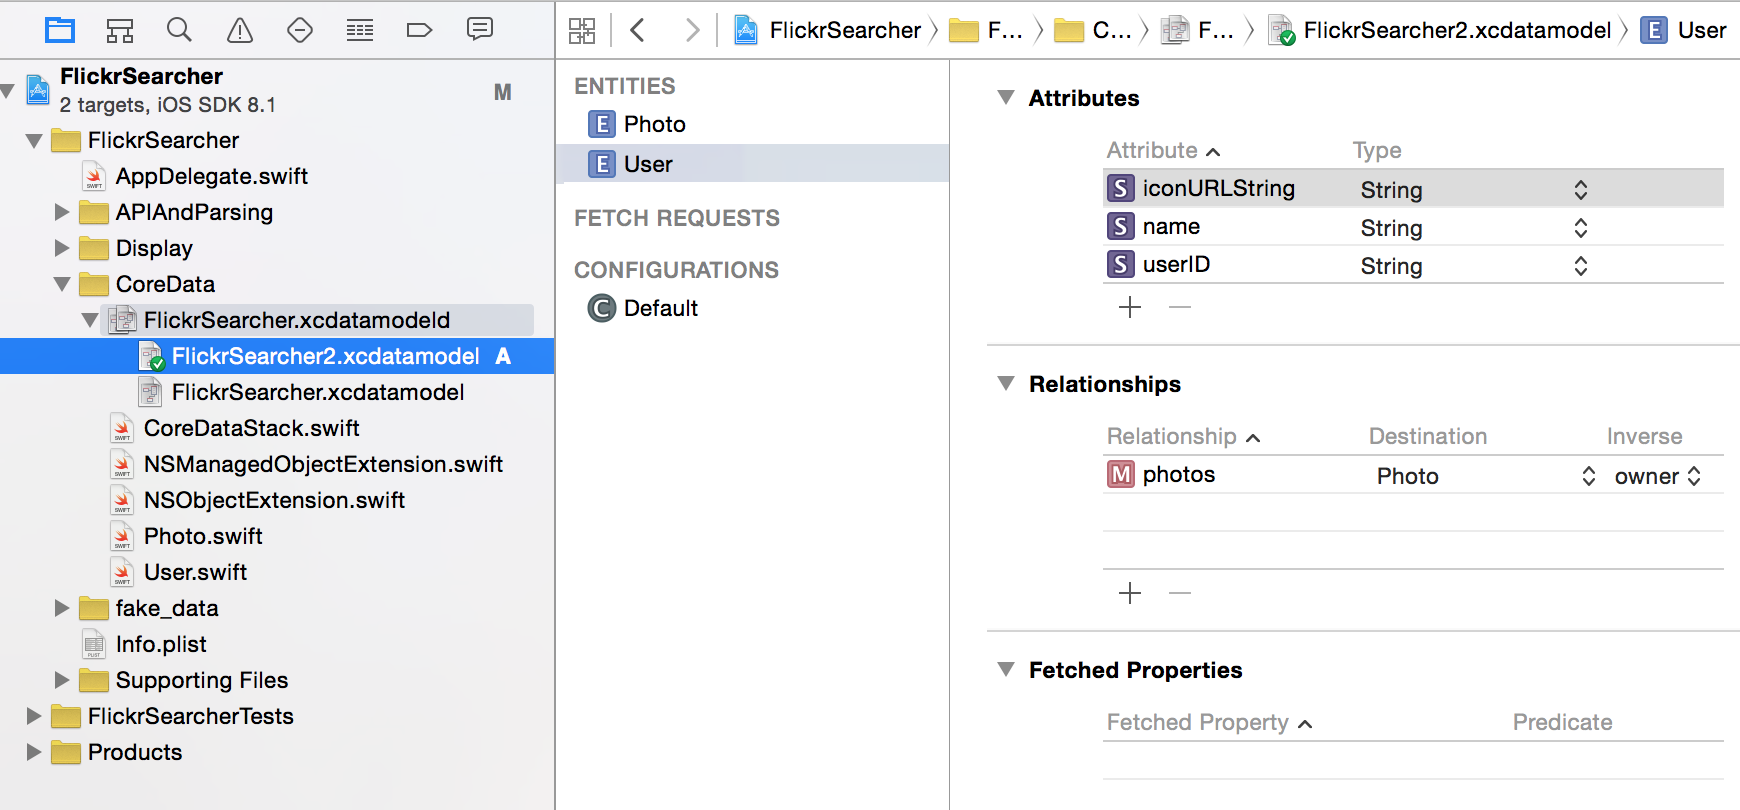 FlickrSearcher F... C... F... FlickrSearcher2.xcdatamodel E User
FlickrSearcher
2 targets, iOS SDK 8.1
M
FlickrSearcher
AppDelegate.swift
APIAndParsing
Display
CoreData
FlickrSearcher.xcdatamodeld
FlickrSearcher2.xcdatamodel A
FlickrSearcher.xcdatamodel
CoreDataStack.swift
NSManagedObjectExtension.swift
NSObjectExtension.swift
Photo.swift
User.swift
fake_data
Info.plist
Supporting Files
FlickrSearcherTests
Products
ENTITIES
E Photo
E User
FETCH REQUESTS
CONFIGURATIONS
C Default
Attributes
Attribute Type
S iconURLString String
S name String
S userID String
Relationships
Relationship Destination Inverse
M photos Photo owner
Fetched Properties
Fetched Property Predicate